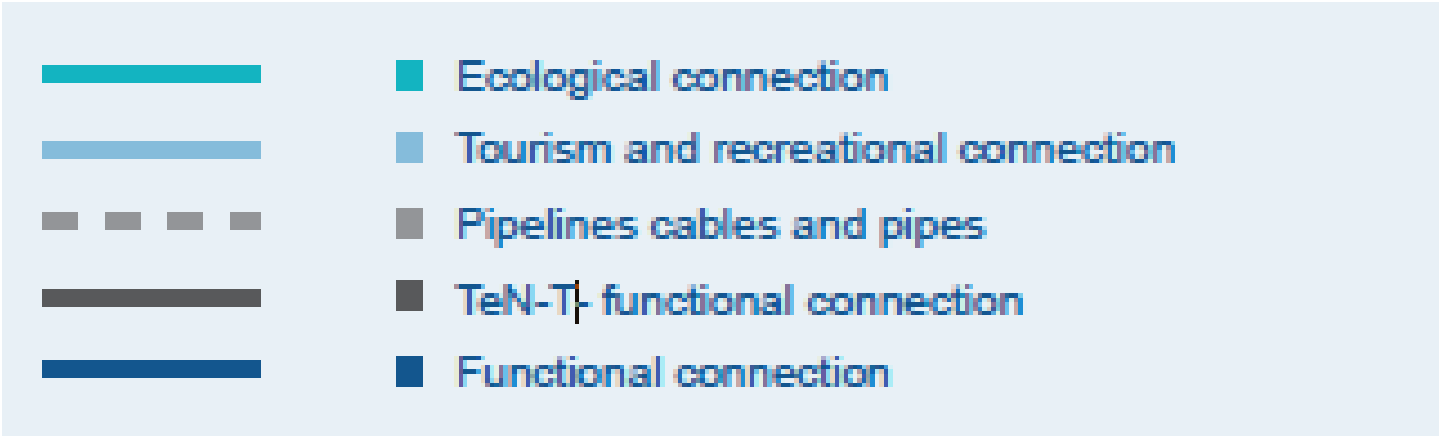 Ecological connection
Tourism and recreational connection
Pipelines cables and pipes
TeN-T- functional connection
Functional connection